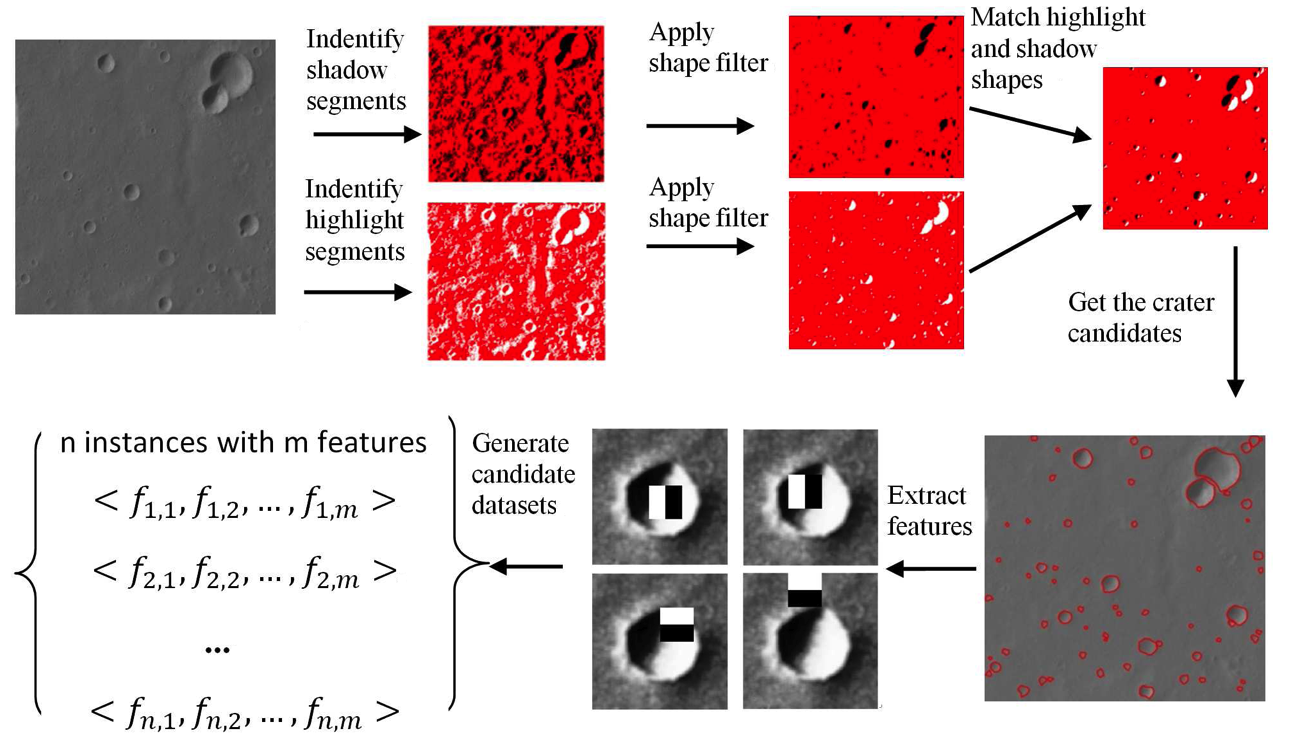 Indentify
shadow
segments
Apply
shape filter
Match highlight
and shadow
shapes
Indentify
highlight
segments
Apply
shape filter
Get the crater
candidates
n instances with m features
< f1,1, f1,2, ... , f1,m >
< f2,1, f2,2, ... , f2,m >
...
< fn,1, fn,2, ... , fn,m >
Generate
candidate
datasets
Extract
features